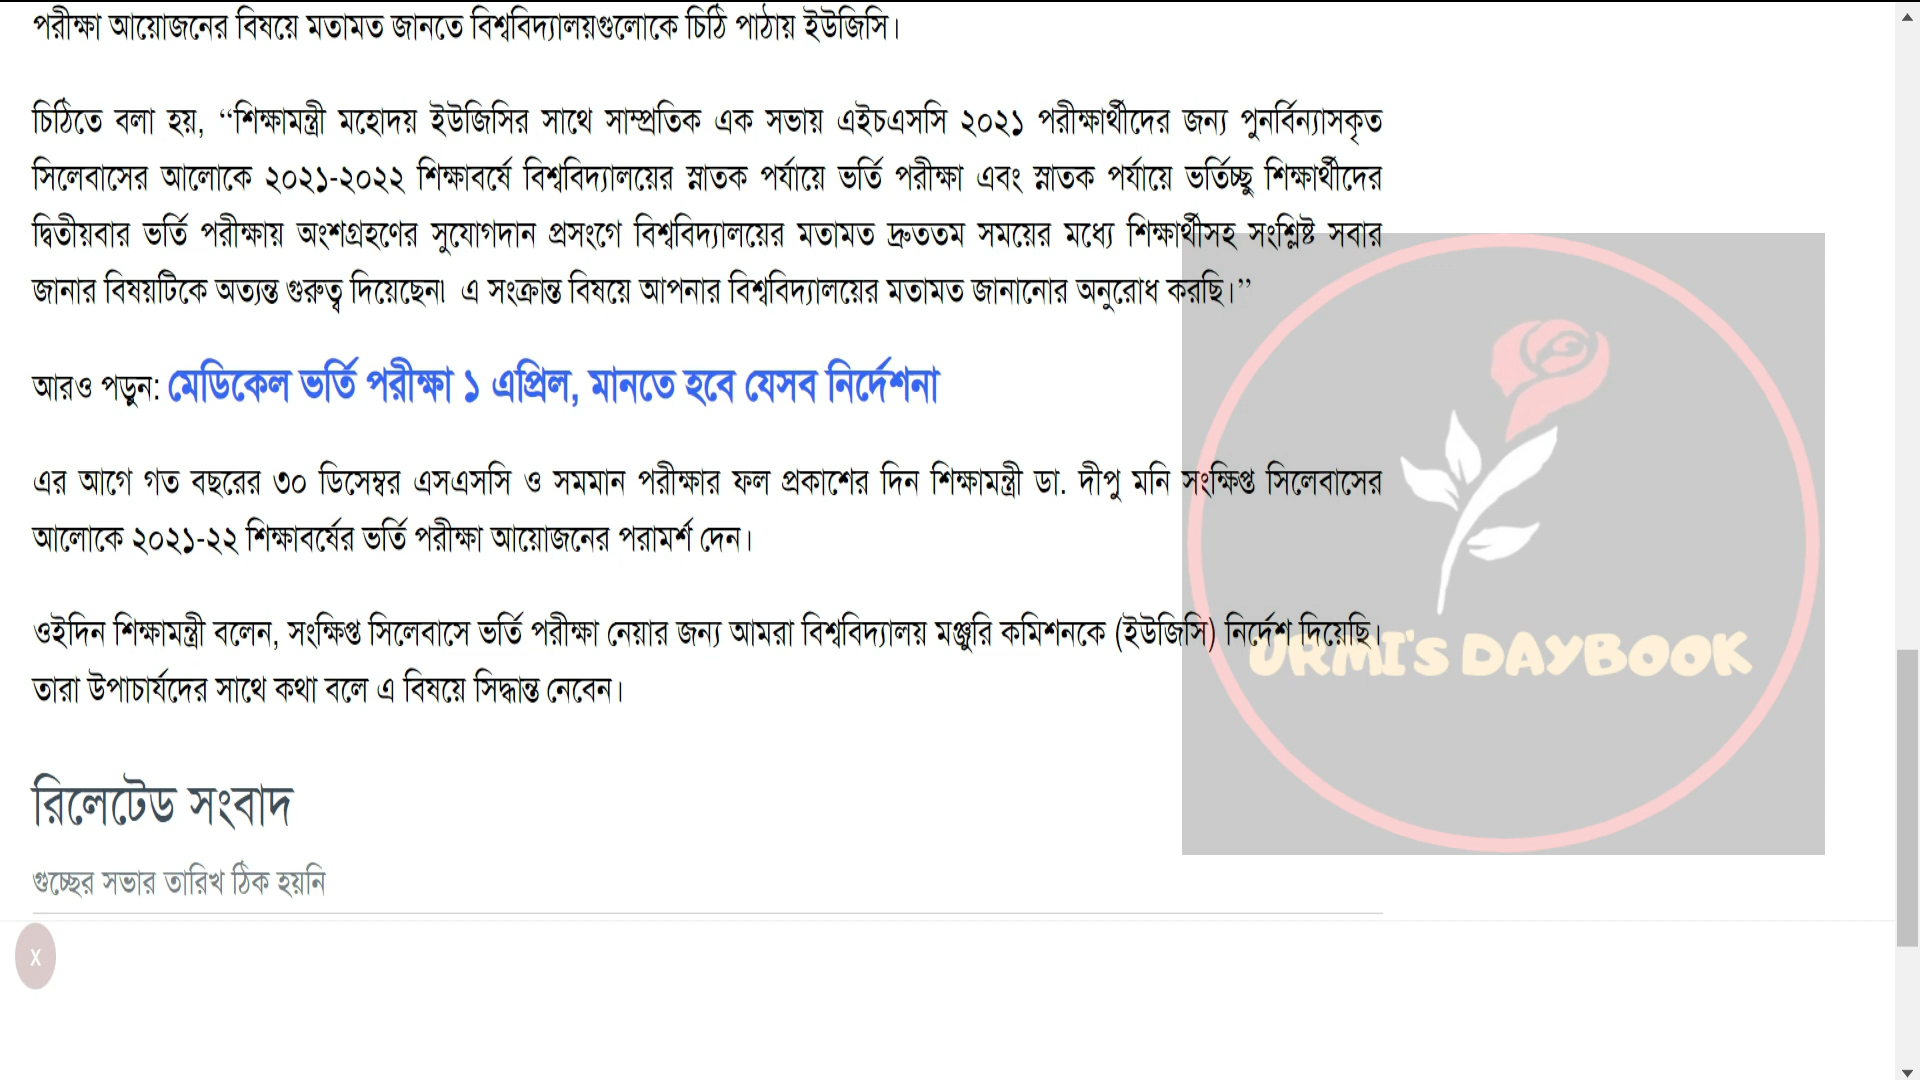 পরীক্ষা আয়োজনের বিষয়ে মতামত জানতে বিশ্ববিদ্যালয়গুলোকে চিঠি পাঠায় ইউজিসি।
চিঠিতে বলা হয়, “শিক্ষামন্ত্রী মহোদয় ইউজিসির সাথে সাম্প্রতিক এক সভায় এইচএসসি ২০২১ পরীক্ষার্থীদের জন্য পুনর্বিন্যাসকৃত
সিলেবাসের আলোকে ২০২১-২০২২ শিক্ষাবর্ষে বিশ্ববিদ্যালয়ের স্নাতক পর্যায়ে ভর্তি পরীক্ষা এবং স্নাতক পর্যায়ে ভর্তিচ্ছু শিক্ষার্থীদের
দ্বিতীয়বার ভর্তি পরীক্ষায় অংশগ্রহণের সুযোগদান প্রসংগে বিশ্ববিদ্যালয়ের মতামত দ্রুততম সময়ের মধ্যে শিক্ষার্থীসহ সংশ্লিষ্ট সবার
জানার বিষয়টিকে অত্যন্ত গুরুত্ব দিয়েছেন৷ এ সংক্রান্ত বিষয়ে আপনার বিশ্ববিদ্যালয়ের মতামত জানানোর অনুরোধ করছি।”
আরও পড়ুন: মেডিকেল ভর্তি পরীক্ষা ১ এপ্রিল, মানতে হবে যেসব নির্দেশনা
এর আগে গত বছরের ৩০ ডিসেম্বর এসএসসি ও সমমান পরীক্ষার ফল প্রকাশের দিন শিক্ষামন্ত্রী ডা. দীপু মনি সংক্ষিপ্ত সিলেবাসের
আলোকে ২০২১-২২ শিক্ষাবর্ষের ভর্তি পরীক্ষা আয়োজনের পরামর্শ দেন।
ওইদিন শিক্ষামন্ত্রী বলেন, সংক্ষিপ্ত সিলেবাসে ভর্তি পরীক্ষা নেয়ার জন্য আমরা বিশ্ববিদ্যালয় মঞ্জুরি কমিশনকে (ইউজিসি) নির্দেশ দিয়েছি।
তারা উপাচার্যদের সাথে কথা বলে এ বিষয়ে সিদ্ধান্ত নেবেন।
URMI's DAYBOOK
রিলেটেড সংবাদ
গুচ্ছের সভার তারিখ ঠিক হয়নি
X